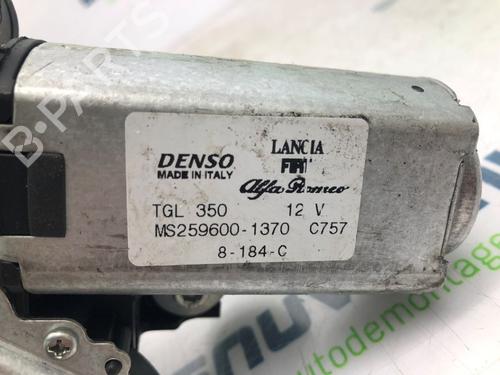 B-PARTS
DENSO
MADE IN ITALY
LANCIA
FIAT
Alfa Romeo
TGL 350 12 V
MS259600-1370 C757
8-184-C
autodemontage